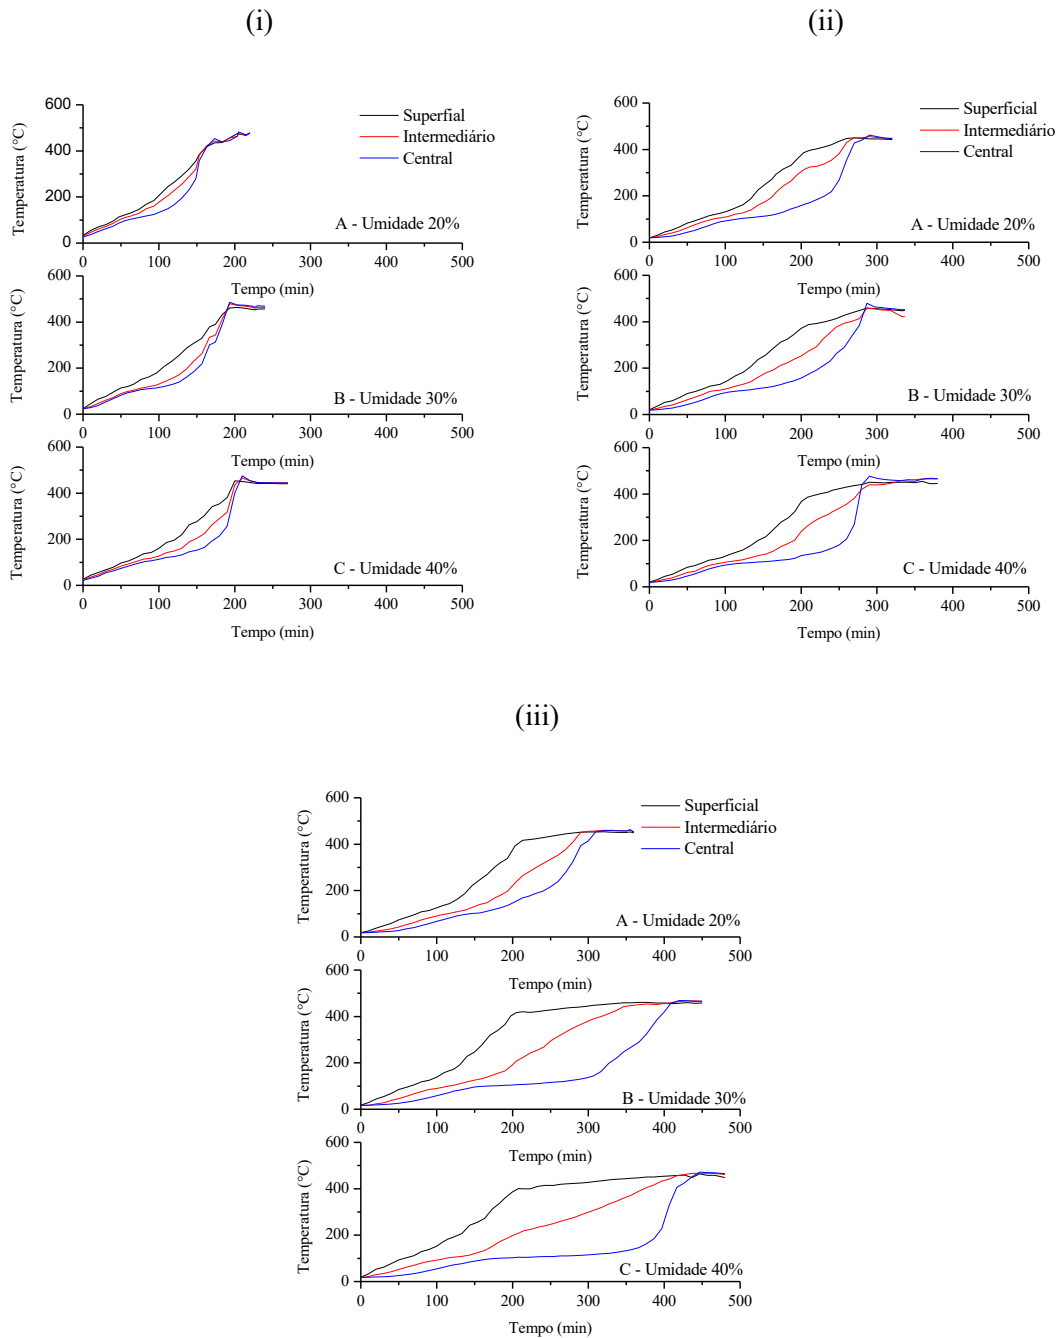 (i)
600
400
200
0
Temperatura (°C)
Superfial
Intermediário
Central
A - Umidade 20%
0 100 200 300 400 500
Tempo (min)
600
400
200
0
Temperatura (°C)
B - Umidade 30%
0 100 200 300 400 500
Tempo (min)
600
400
200
0
Temperatura (°C)
C - Umidade 40%
0 100 200 300 400 500
Tempo (min)
(ii)
600
400
200
0
Temperatura (°C)
Superficial
Intermediário
Central
A - Umidade 20%
0 100 200 300 400 500
Tempo (min)
600
400
200
0
Temperatura (°C)
B - Umidade 30%
0 100 200 300 400 500
Tempo (min)
600
400
200
0
Temperatura (°C)
C - Umidade 40%
0 100 200 300 400 500
Tempo (min)
(iii)
600
400
200
0
Temperatura (°C)
Superficial
Intermediário
Central
A - Umidade 20%
0 100 200 300 400 500
Tempo (min)
600
400
200
0
Temperatura (°C)
B - Umidade 30%
0 100 200 300 400 500
Tempo (min)
600
400
200
0
Temperatura (°C)
C - Umidade 40%
0 100 200 300 400 500
Tempo (min)